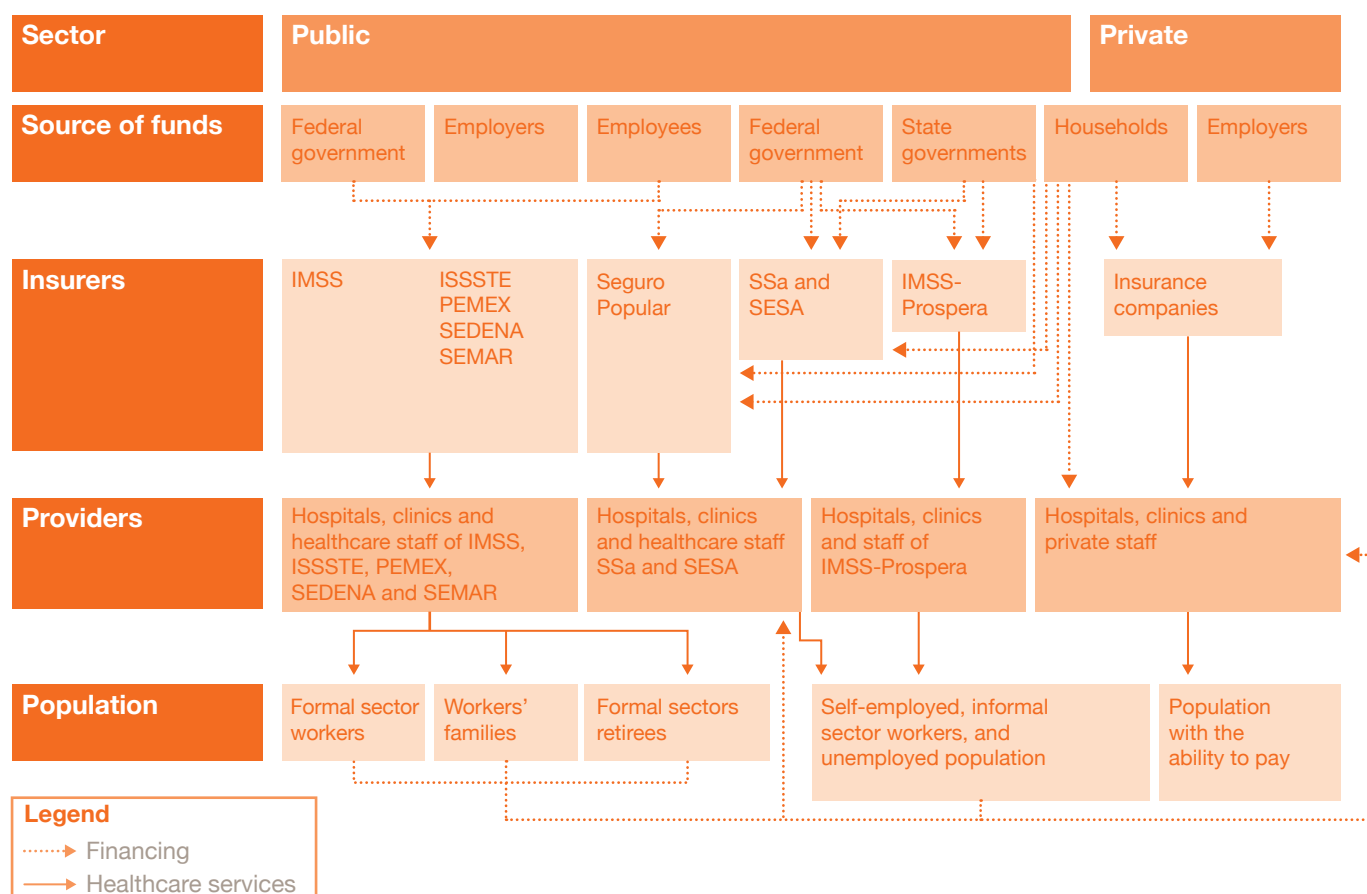 Sector
Public
Private
Source of funds
Federal
government
Employers
Employees
Federal
government
State
governments
Households
Employers
Insurers
IMSS
ISSSTE
PEMEX
SEDENA
SEMAR
Seguro
Popular
SSa and
SESA
IMSS-
Prospera
Insurance
companies
Providers
Hospitals, clinics and
healthcare staff of IMSS,
ISSSTE, PEMEX,
SEDENA and SEMAR
Hospitals, clinics
and healthcare staff
SSa and SESA
Hospitals, clinics
and staff of
IMSS-Prospera
Hospitals, clinics and
private staff
Population
Formal sector
workers
Workers'
families
Formal sectors
retirees
Self-employed, informal
sector workers, and
unemployed population
Population
with the
ability to pay
Legend
Financing
Healthcare services